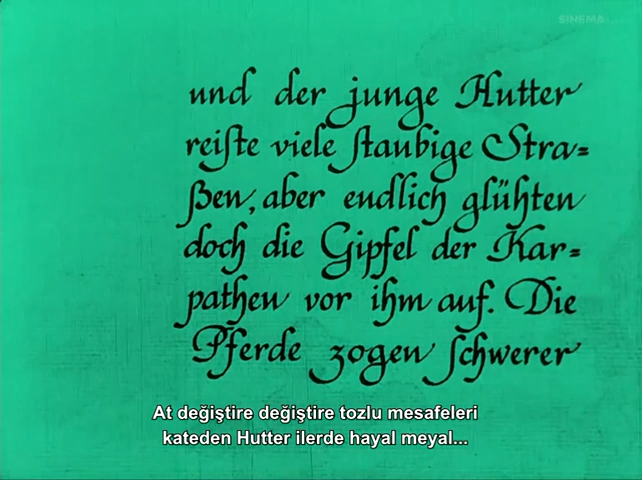 SINEMA
und der junge Hutter
reiſte viele ſtaubige Stra=
ßen, aber endlich glühten
doch die Gipfel der Kar=
pathen vor ihm auf. Die
Pferde zogen ſchwerer
At değiştire değiştire tozlu mesafeleri
kateden Hutter ilerde hayal meyal...